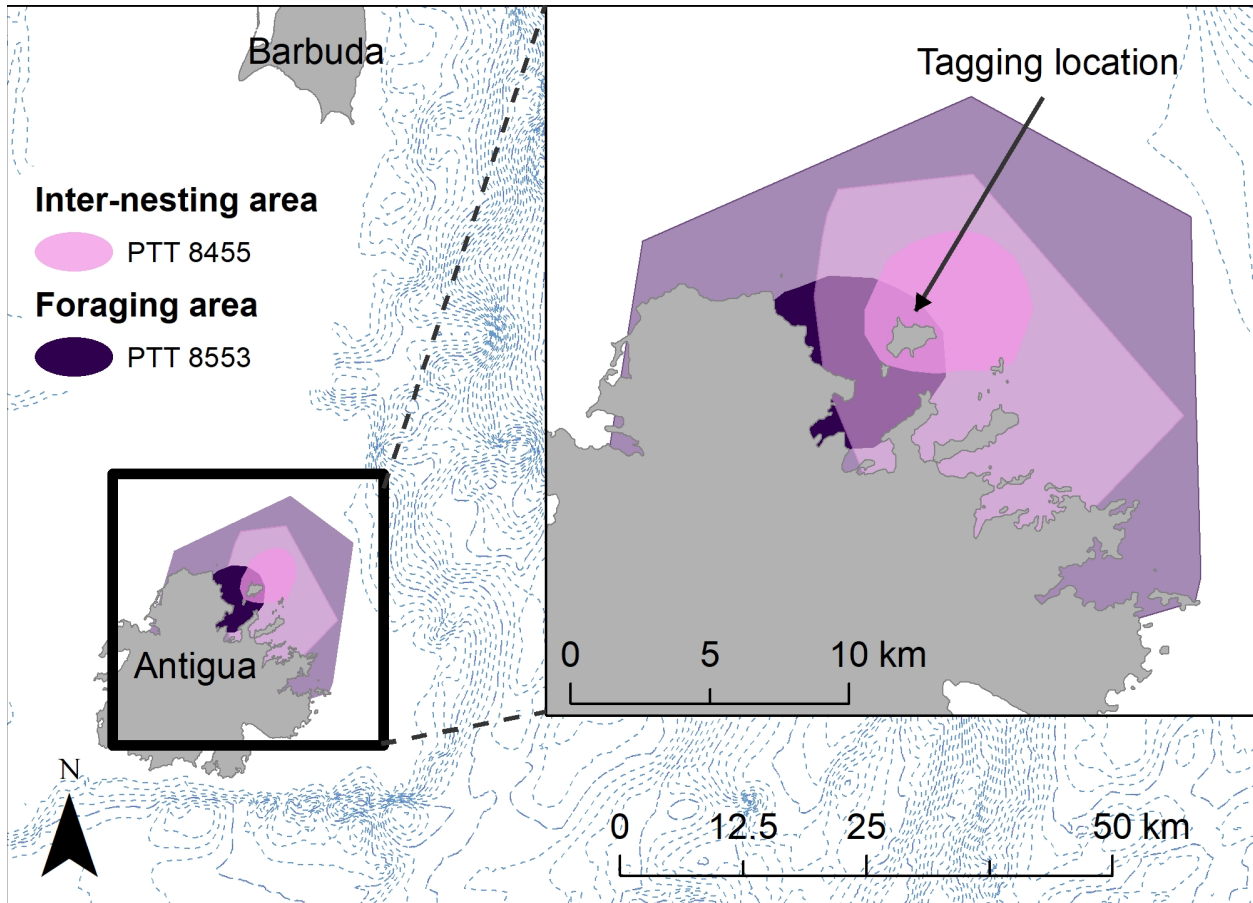 Barbuda
Tagging location
Inter-nesting area
PTT 8455
Foraging area
PTT 8553
Antigua
0 5 10 km
N
0 12.5 25 50 km